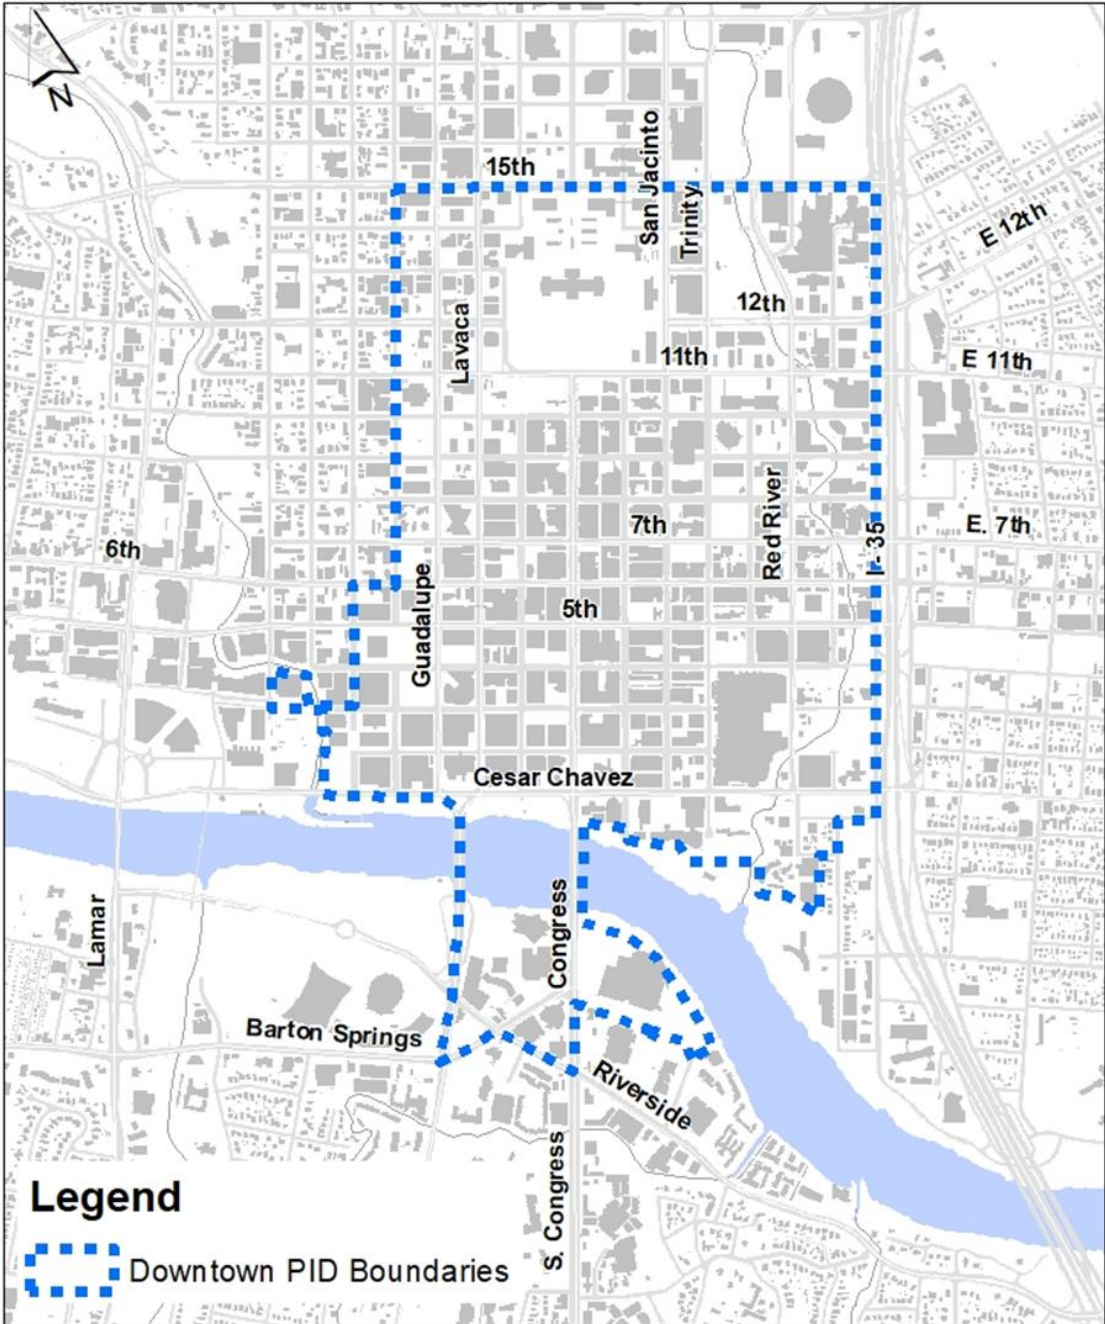 N
15th
San Jacinto
Trinity
E 12th
12th
Lavaca
11th
E 11th
Red River
7th
E. 7th
I - 35
6th
5th
Guadalupe
Cesar Chavez
Congress
Lamar
Barton Springs
Riverside
S. Congress
Legend
Downtown PID Boundaries